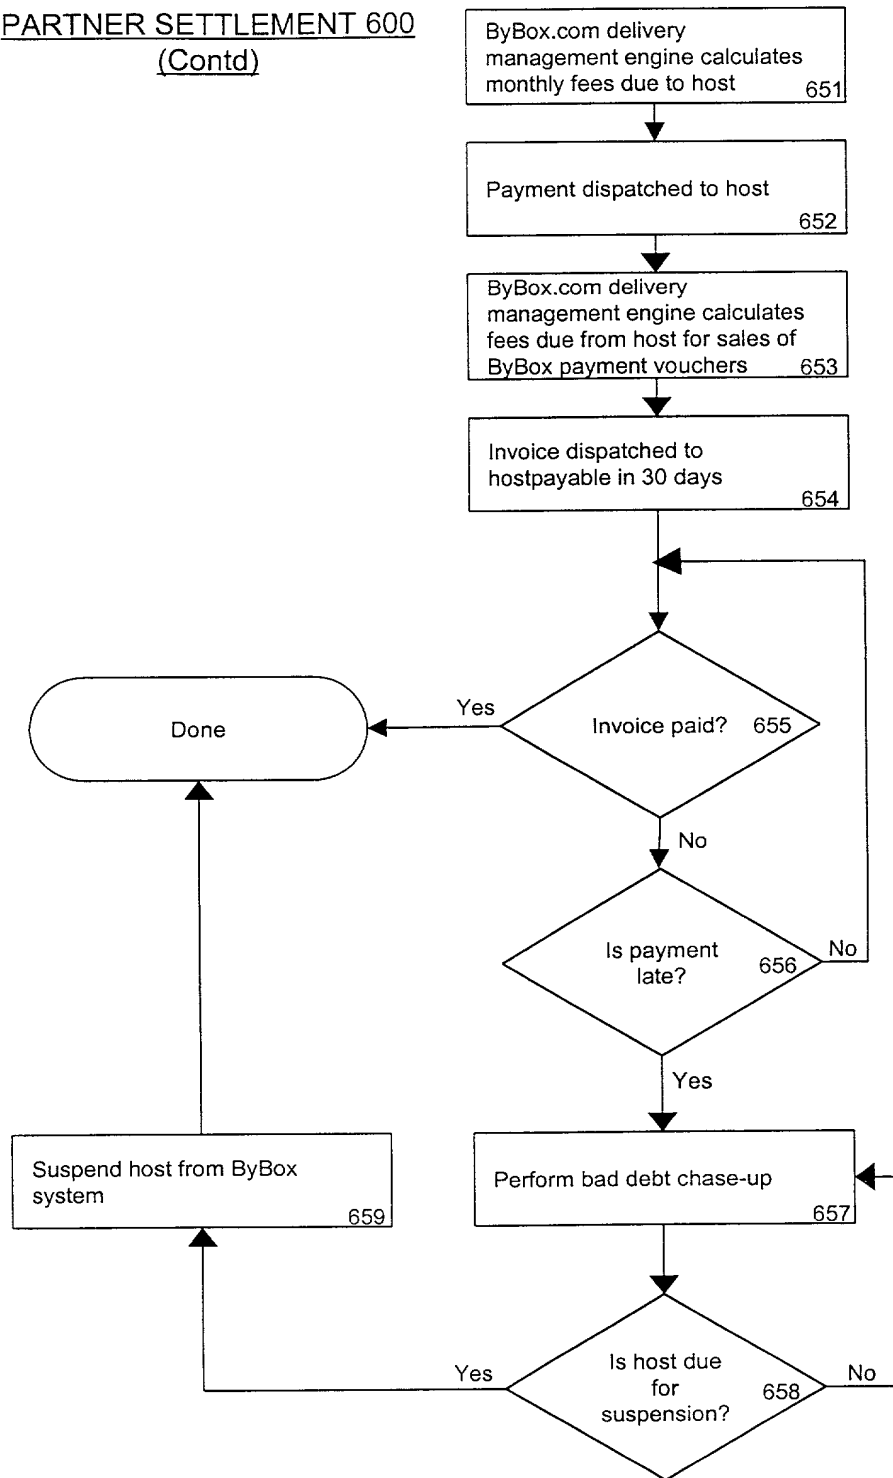 PARTNER SETTLEMENT 600
(Contd)
ByBox.com delivery
management engine calculates
monthly fees due to host
651
Payment dispatched to host
652
ByBox.com delivery
management engine calculates
fees due from host for sales of
ByBox payment vouchers
653
Invoice dispatched to
hostpayable in 30 days
654
Invoice paid? 655
Yes
Done
No
Is payment
late?
656
No
Yes
Perform bad debt chase-up
657
Is host due
for
suspension?
658
No
Yes
Suspend host from ByBox
system
659